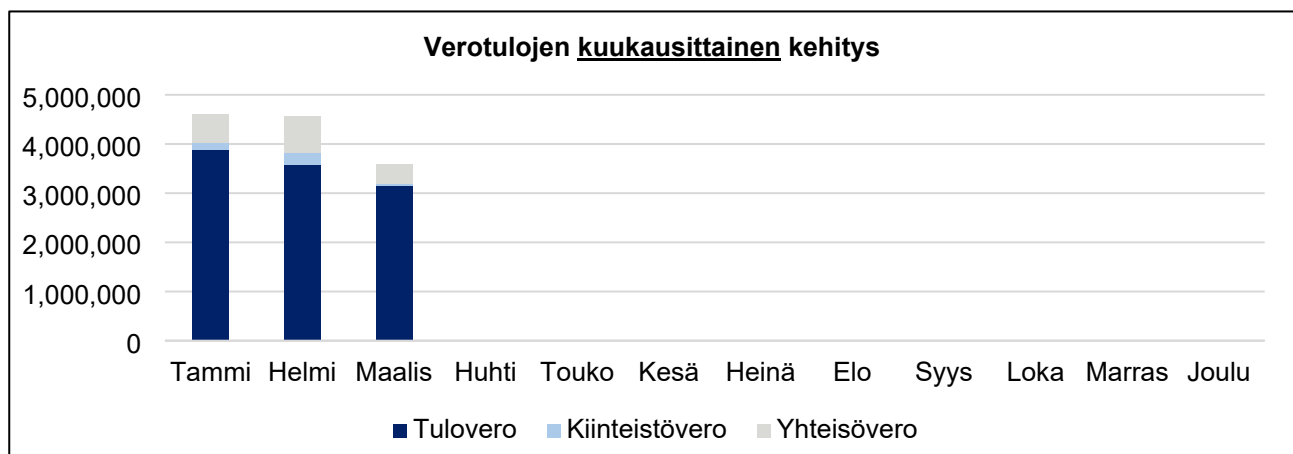 Verotulojen kuukausittainen kehitys
5,000,000
4,000,000
3,000,000
2,000,000
1,000,000
0
Tammi Helmi Maalis Huhti Touko Kesä Heinä Elo Syys Loka Marras Joulu
Tulovero Kiinteistövero Yhteisövero